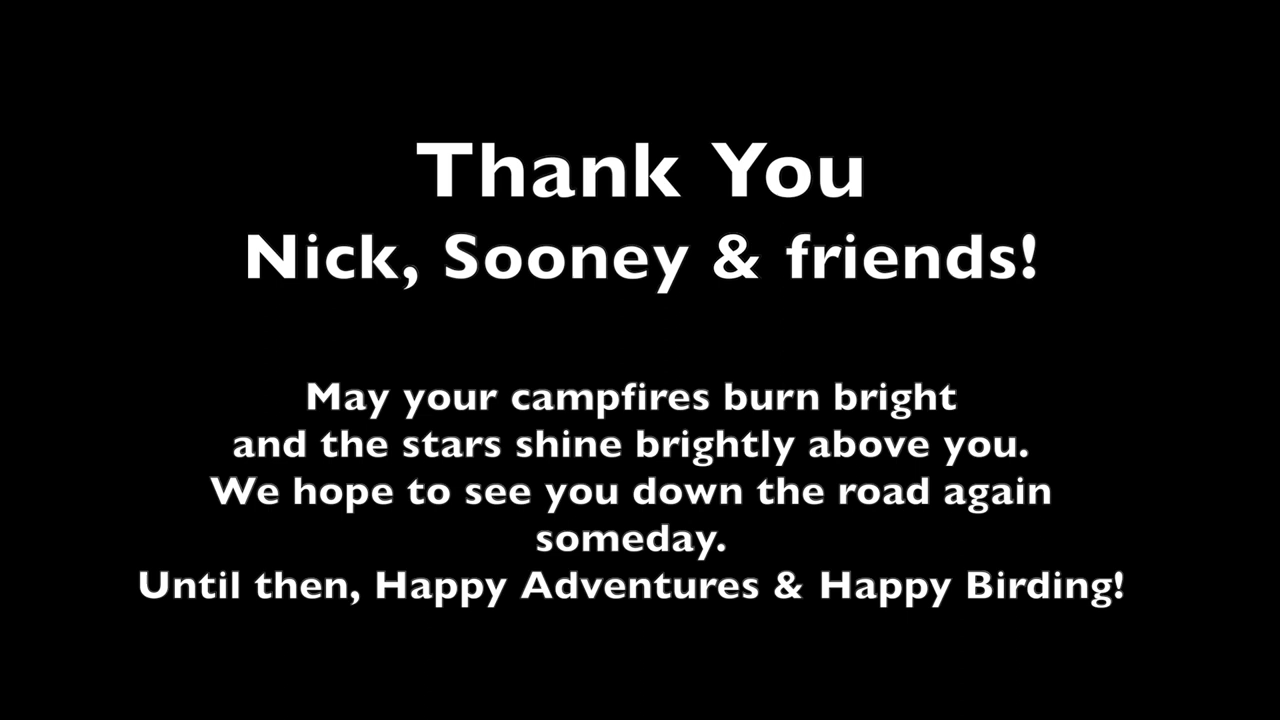 Thank You
Nick, Sooney & friends!
May your campfires burn bright
and the stars shine brightly above you.
We hope to see you down the road again
someday.
Until then, Happy Adventures & Happy Birding!